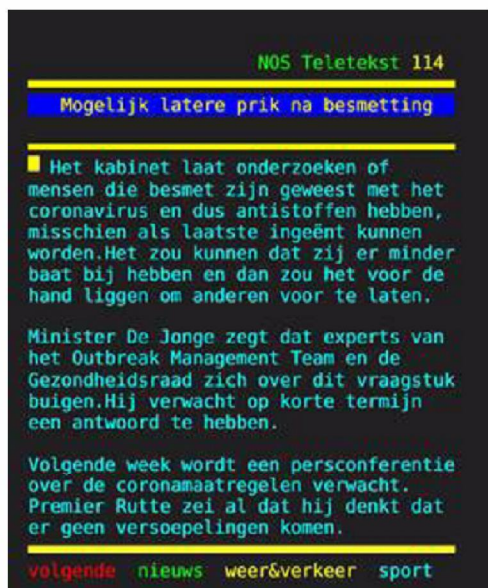 NOS Teletekst 114
Mogelijk latere prik na besmetting
Het kabinet laat onderzoeken of
mensen die besmet zijn geweest met het
coronavirus en dus antistoffen hebben,
misschien als laatste ingeënt kunnen
worden.Het zou kunnen dat zij er minder
baat bij hebben en dan zou het voor de
hand liggen om anderen voor te laten.
Minister De Jonge zegt dat experts van
het Outbreak Management Team en de
Gezondheidsraad zich over dit vraagstuk
buigen.Hij verwacht op korte termijn
een antwoord te hebben.
Volgende week wordt een persconferentie
over de coronamaatregelen verwacht.
Premier Rutte zei al dat hij denkt dat
er geen versoepelingen komen.
volgende nieuws weer&verkeer sport